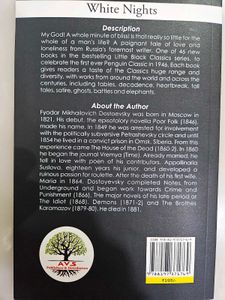 White Nights
Description
My God! A whole minute of bliss! Is that really so little for the
whole of a man's life? A poignant tale of love and
loneliness from Russia's foremost writer. One of 46 new
books in the bestselling Little Black Classics series, to
celebrate the first ever Penguin Classic in 1946. Each book
gives readers a taste of the Classics' huge range and
diversity, with works from around the world and across the
centuries, including fables, decadence, heartbreak, tall
tales, satire, ghosts, battles and elephants.
About the Author
Fyodor Mikhailovich Dostoevsky was born in Moscow in
1821. His debut, the epistolary novella Poor Folk (1846),
made his name. In 1849 he was arrested for involvement
with the politically subversive Petrashevsky circle and until
1854 he lived in a convict prison in Omsk, Siberia. From this
experience came The House of the Dead (1860-2). In 1860
he began the journal Vremya (Time). Already married, he
fell in love with one of his contributors, Appollinaria
Suslova, eighteen years his junior, and developed a
ruinous passion for roulette. After the death of his first wife,
Maria, in 1864, Dostoyevsky completed Notes from
Underground and began work towards Crime and
Punishment (1866). The major novels of his late period are
The Idiot (1868), Demons (1871-2) and The Brothers
Karamazov (1879-80). He died in 1881.
AVS